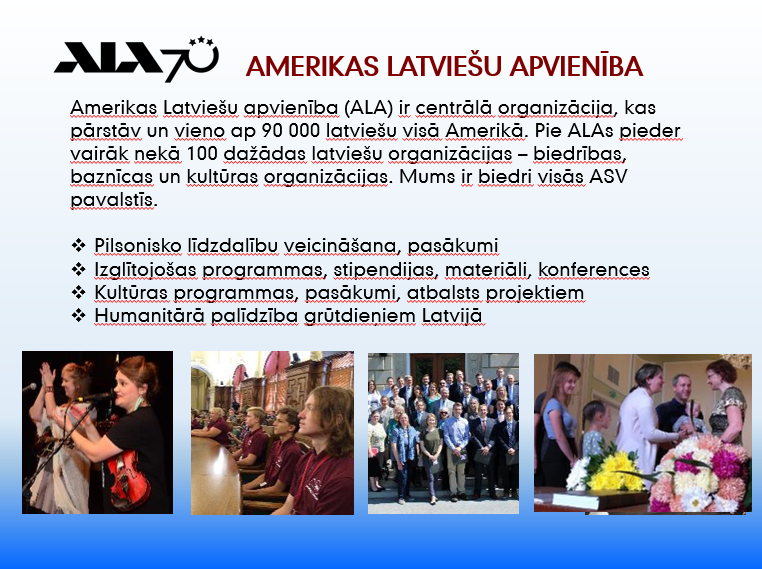 ALA70
AMERIKAS LATVIEŠU APVIENĪBA
Amerikas Latviešu apvienība (ALA) ir centrālā organizācija, kas
pārstāv un vieno ap 90 000 latviešu visā Amerikā. Pie ALAs pieder
vairāk nekā 100 dažādas latviešu organizācijas – biedrības,
baznīcas un kultūras organizācijas. Mums ir biedri visās ASV
pavalstīs.
❖ Pilsonisko līdzdalību veicināšana, pasākumi
❖ Izglītojošas programmas, stipendijas, materiāli, konferences
❖ Kultūras programmas, pasākumi, atbalsts projektiem
❖ Humanitārā palīdzība grūtdieņiem Latvijā